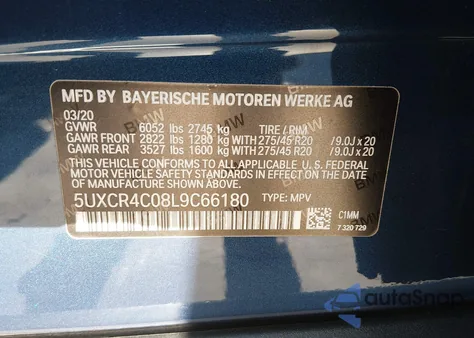 MFD BY BAYERISCHE MOTOREN WERKE AG
03/20
GVWR 6052 lbs 2745 kg TIRE / RIM
GAWR FRONT 2822 lbs 1280 kg WITH 275/45 R20 / 9.0J x 20
GAWR REAR 3527 lbs 1600 kg WITH 275/45 R20 / 9.0J x 20
THIS VEHICLE CONFORMS TO ALL APPLICABLE U. S. FEDERAL
MOTOR VEHICLE SAFETY STANDARDS IN EFFECT ON THE
DATE OF MANUFACTURE SHOWN ABOVE.
5UXCR4C08L9C66180 TYPE: MPV
C1MM
7 320 729
autoSnap